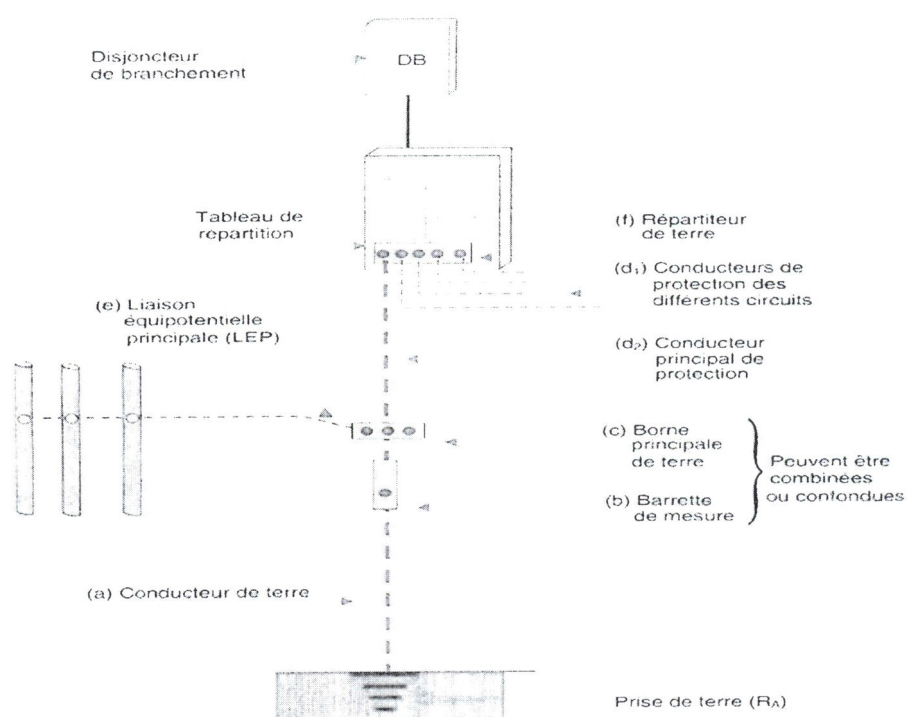 Disjoncteur
de branchement
DB
Tableau de
répartition
(f) Répartiteur
de terre
(d₁) Conducteurs de
protection des
différents circuits
(e) Liaison
équipotentielle
principale (LEP)
(d₂) Conducteur
principal de
protection
(c) Borne
principale
de terre
(b) Barrette
de mesure
Peuvent être
combinées
ou confondues
(a) Conducteur de terre
Prise de terre (RA)